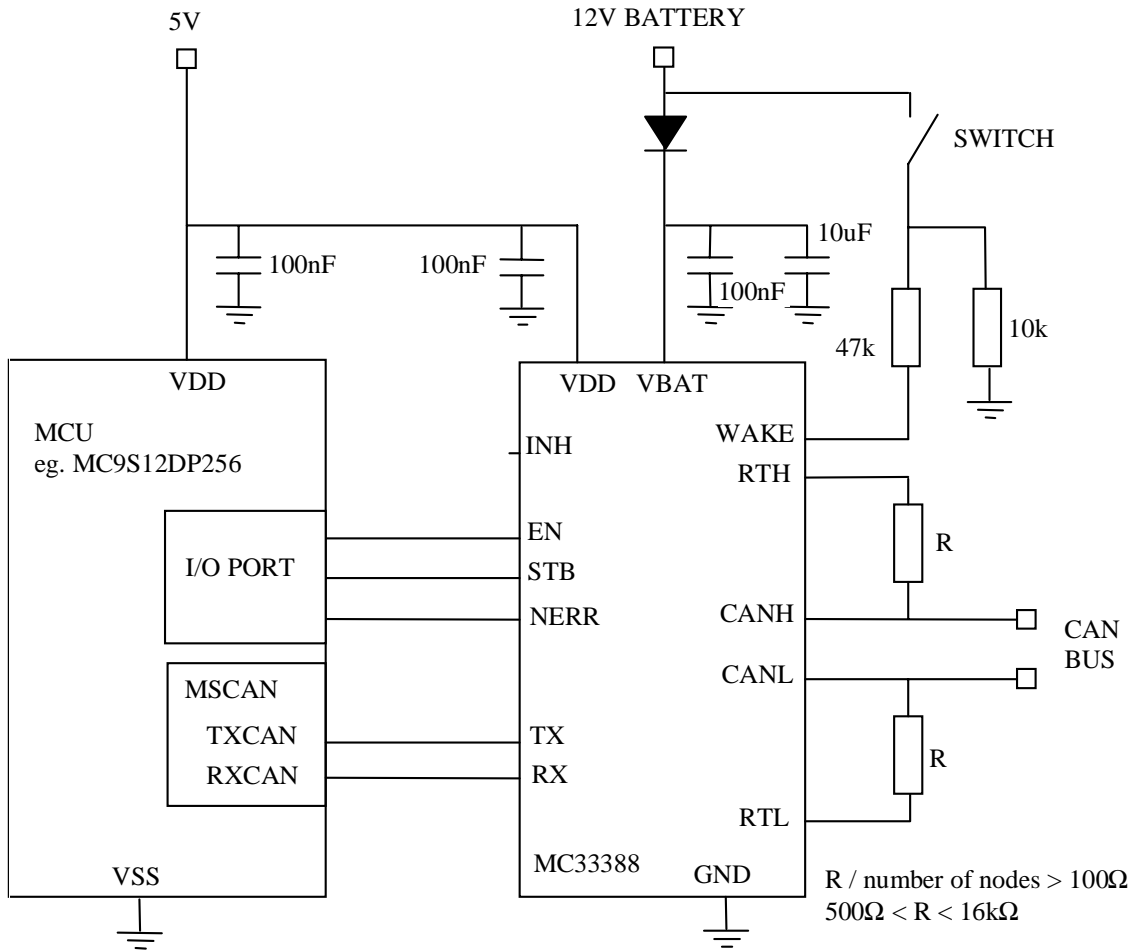 5V
12V BATTERY
SWITCH
100nF
100nF
10uF
100nF
47k
10k
VDD
MCU
eg. MC9S12DP256
VDD
VBAT
INH
WAKE
RTH
I/O PORT
EN
STB
NERR
R
CANH
CANL
CAN
BUS
MSCAN
TXCAN
RXCAN
TX
RX
R
RTL
VSS
MC33388
GND
R / number of nodes > 100Ω
500Ω < R < 16kΩ